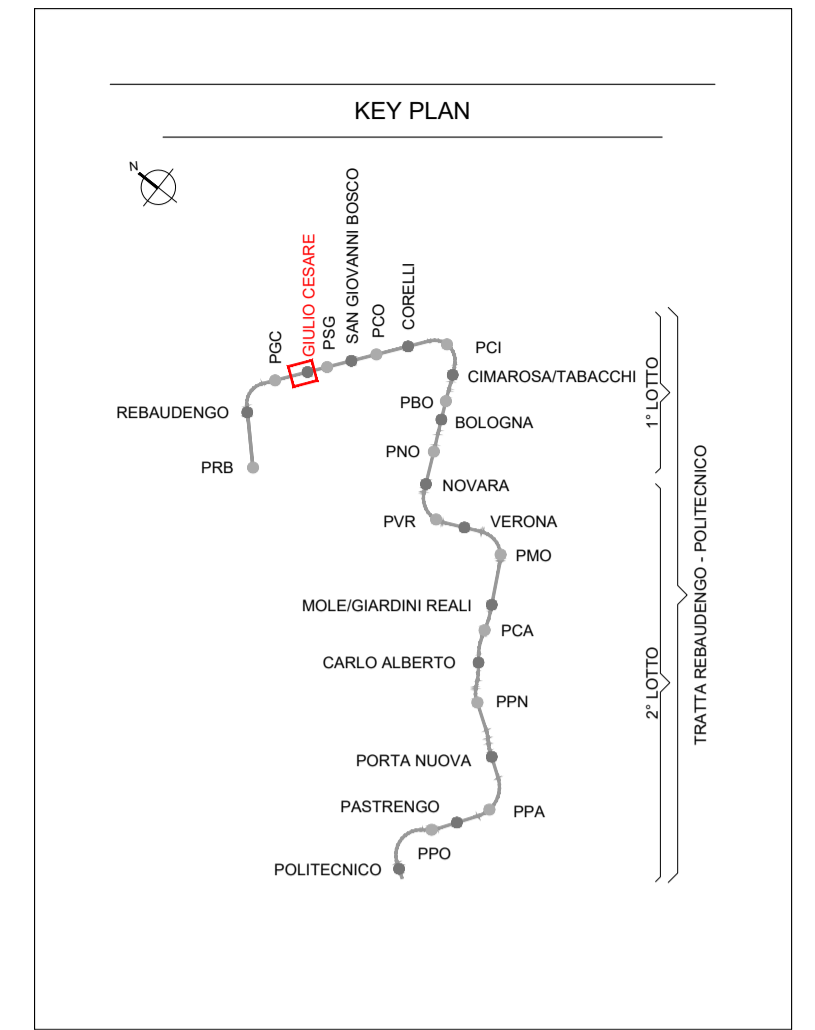 KEY PLAN
N
PGC
GIULIO CESARE
PSG
SAN GIOVANNI BOSCO
PCO
CORELLI
PCI
CIMAROSA/TABACCHI
REBAUDENGO
PBO
BOLOGNA
PNO
PRB
NOVARA
PVR
VERONA
PMO
MOLE/GIARDINI REALI
PCA
CARLO ALBERTO
PPN
PORTA NUOVA
PASTRENGO
PPA
PPO
POLITECNICO
1° LOTTO
2° LOTTO
TRATTA REBAUDENGO - POLITECNICO